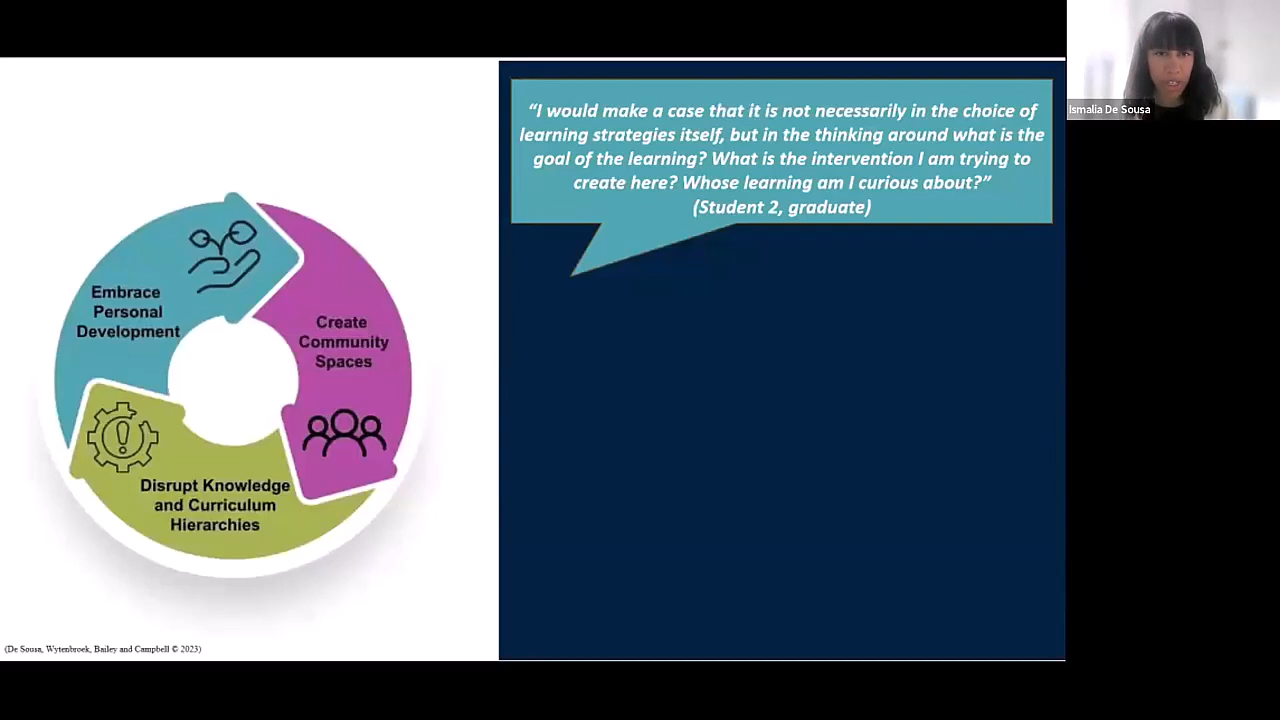 Embrace
Personal
Development
Create
Community
Spaces
Disrupt Knowledge
and Curriculum
Hierarchies
(De Sousa, Wytenbroek, Bailey and Campbell © 2023)
“I would make a case that it is not necessarily in the choice of
learning strategies itself, but in the thinking around what is the
goal of the learning? What is the intervention I am trying to
create here? Whose learning am I curious about?”
(Student 2, graduate)
Ismalia De Sousa